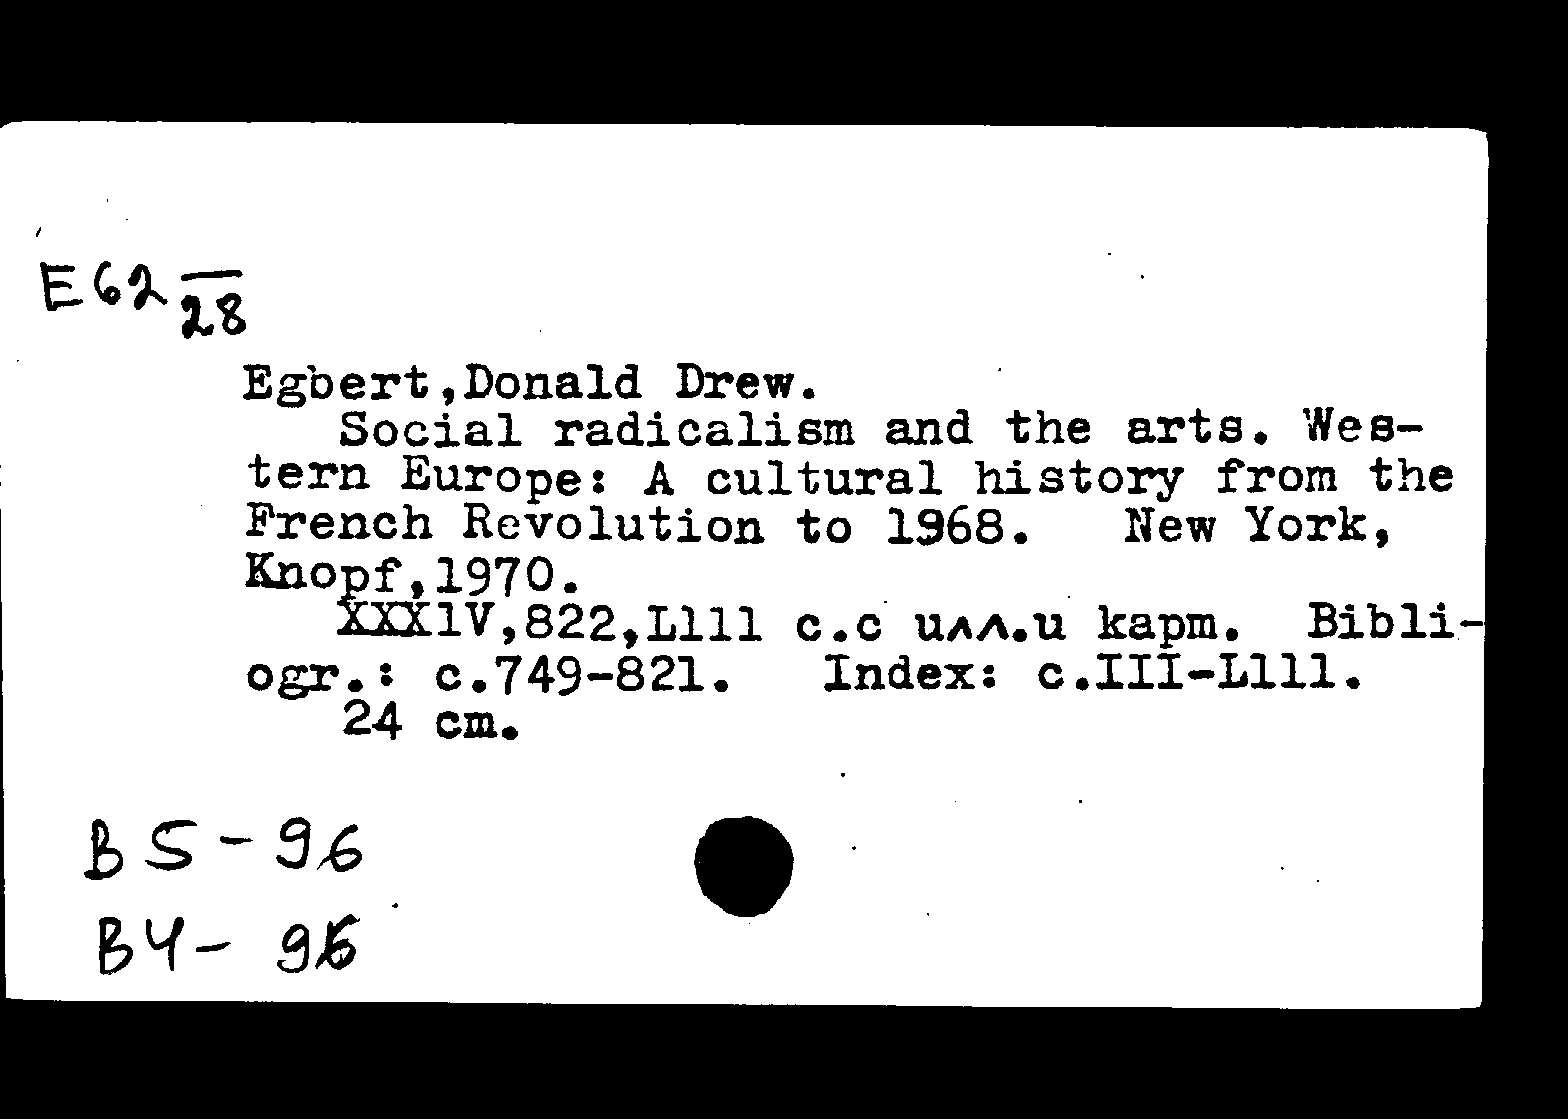 E62 28
Egbert,Donald Drew.
Social radicalism and the arts. Wes-
tern Europe: A cultural history from the
French Revolution to 1968. New York,
Knopf,1970.
XXX1V,822,L111 c.c илл.и карт. Bibli-
ogr.: c.749-821. Index: c.III-L111.
24 cm.
B5-96
B4-96